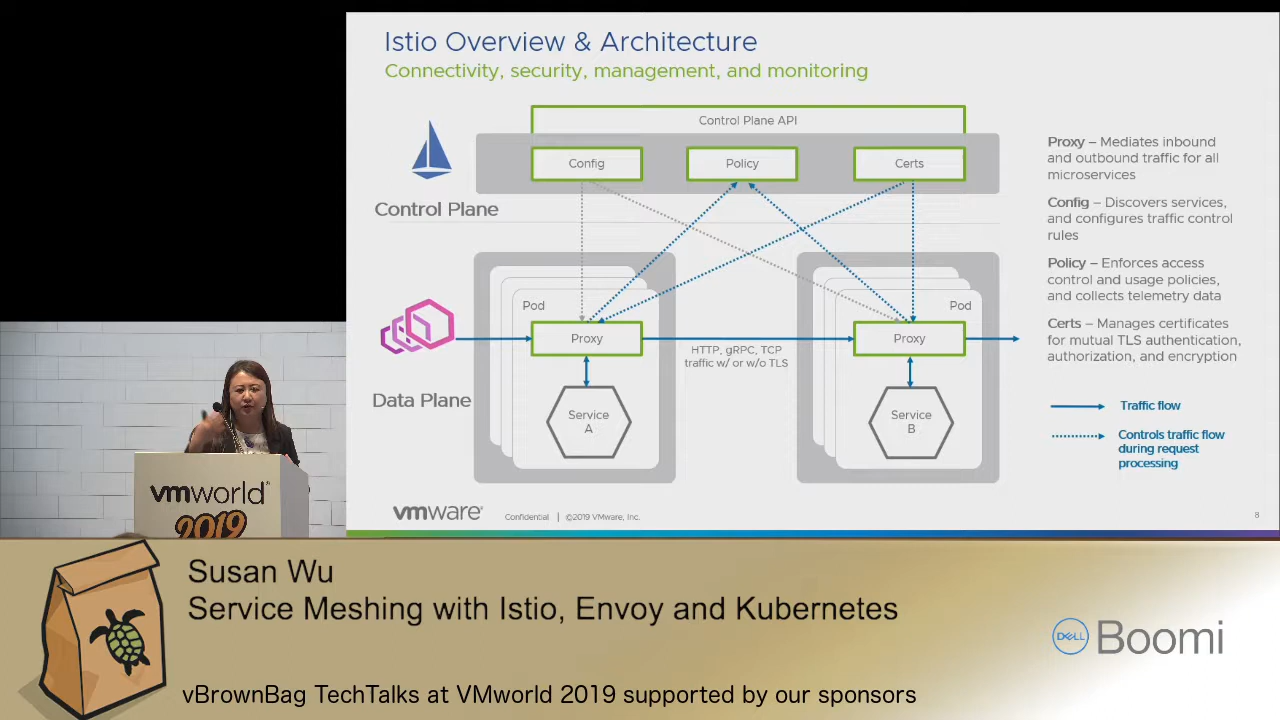 Istio Overview & Architecture
Connectivity, security, management, and monitoring
Control Plane API
Config
Policy
Certs
Control Plane
Pod
Pod
Proxy
Proxy
HTTP, gRPC, TCP
traffic w/ or w/o TLS
Data Plane
Service
A
Service
B
Proxy – Mediates inbound
and outbound traffic for all
microservices
Config – Discovers services,
and configures traffic control
rules
Policy – Enforces access
control and usage policies,
and collects telemetry data
Certs – Manages certificates
for mutual TLS authentication,
authorization, and encryption
Traffic flow
Controls traffic flow
during request
processing
vmware®
Confidential | ©2019 VMware, Inc.
8
vmworld®
2019
Susan Wu
Service Meshing with Istio, Envoy and Kubernetes
DELL Boomi
vBrownBag TechTalks at VMworld 2019 supported by our sponsors